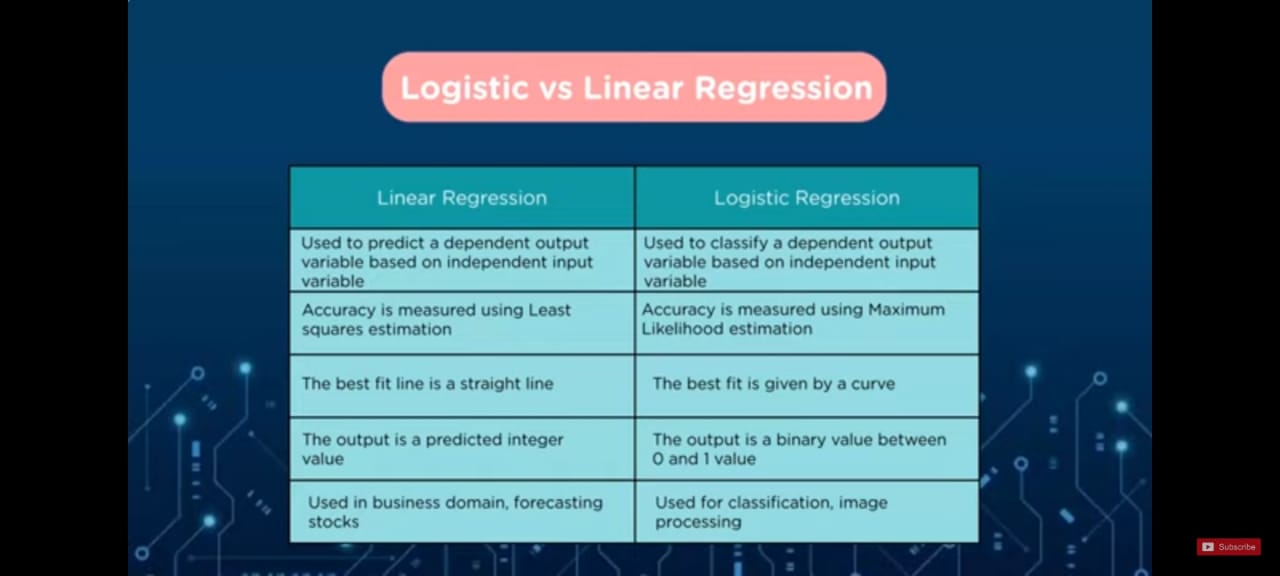 Logistic vs Linear Regression
Linear Regression
Logistic Regression
Used to predict a dependent output
variable based on independent input
variable
Used to classify a dependent output
variable based on independent input
variable
Accuracy is measured using Least
squares estimation
Accuracy is measured using Maximum
Likelihood estimation
The best fit line is a straight line
The best fit is given by a curve
The output is a predicted integer
value
The output is a binary value between
0 and 1 value
Used in business domain, forecasting
stocks
Used for classification, image
processing
Subscribe